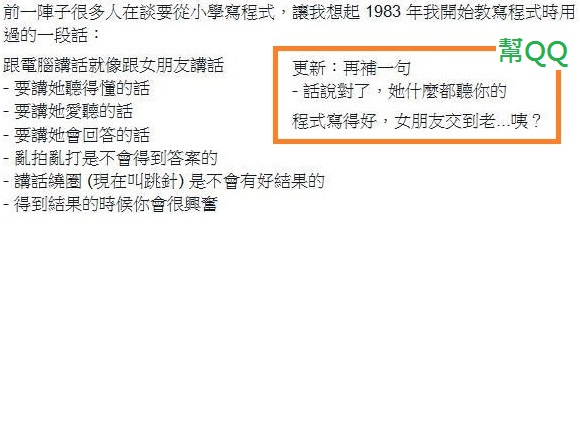 前一陣子很多人在談要從小學寫程式，讓我想起 1983 年我開始教寫程式時用
過的一段話：
跟電腦講話就像跟女朋友講話
- 要講她聽得懂的話
- 要講她愛聽的話
- 要講她會回答的話
- 亂拍亂打是不會得到答案的
- 講話繞圈 (現在叫跳針) 是不會有好結果的
- 得到結果的時候你會很興奮
幫QQ
更新：再補一句
- 話說對了，她什麼都聽你的
程式寫得好，女朋友交到老...咦？